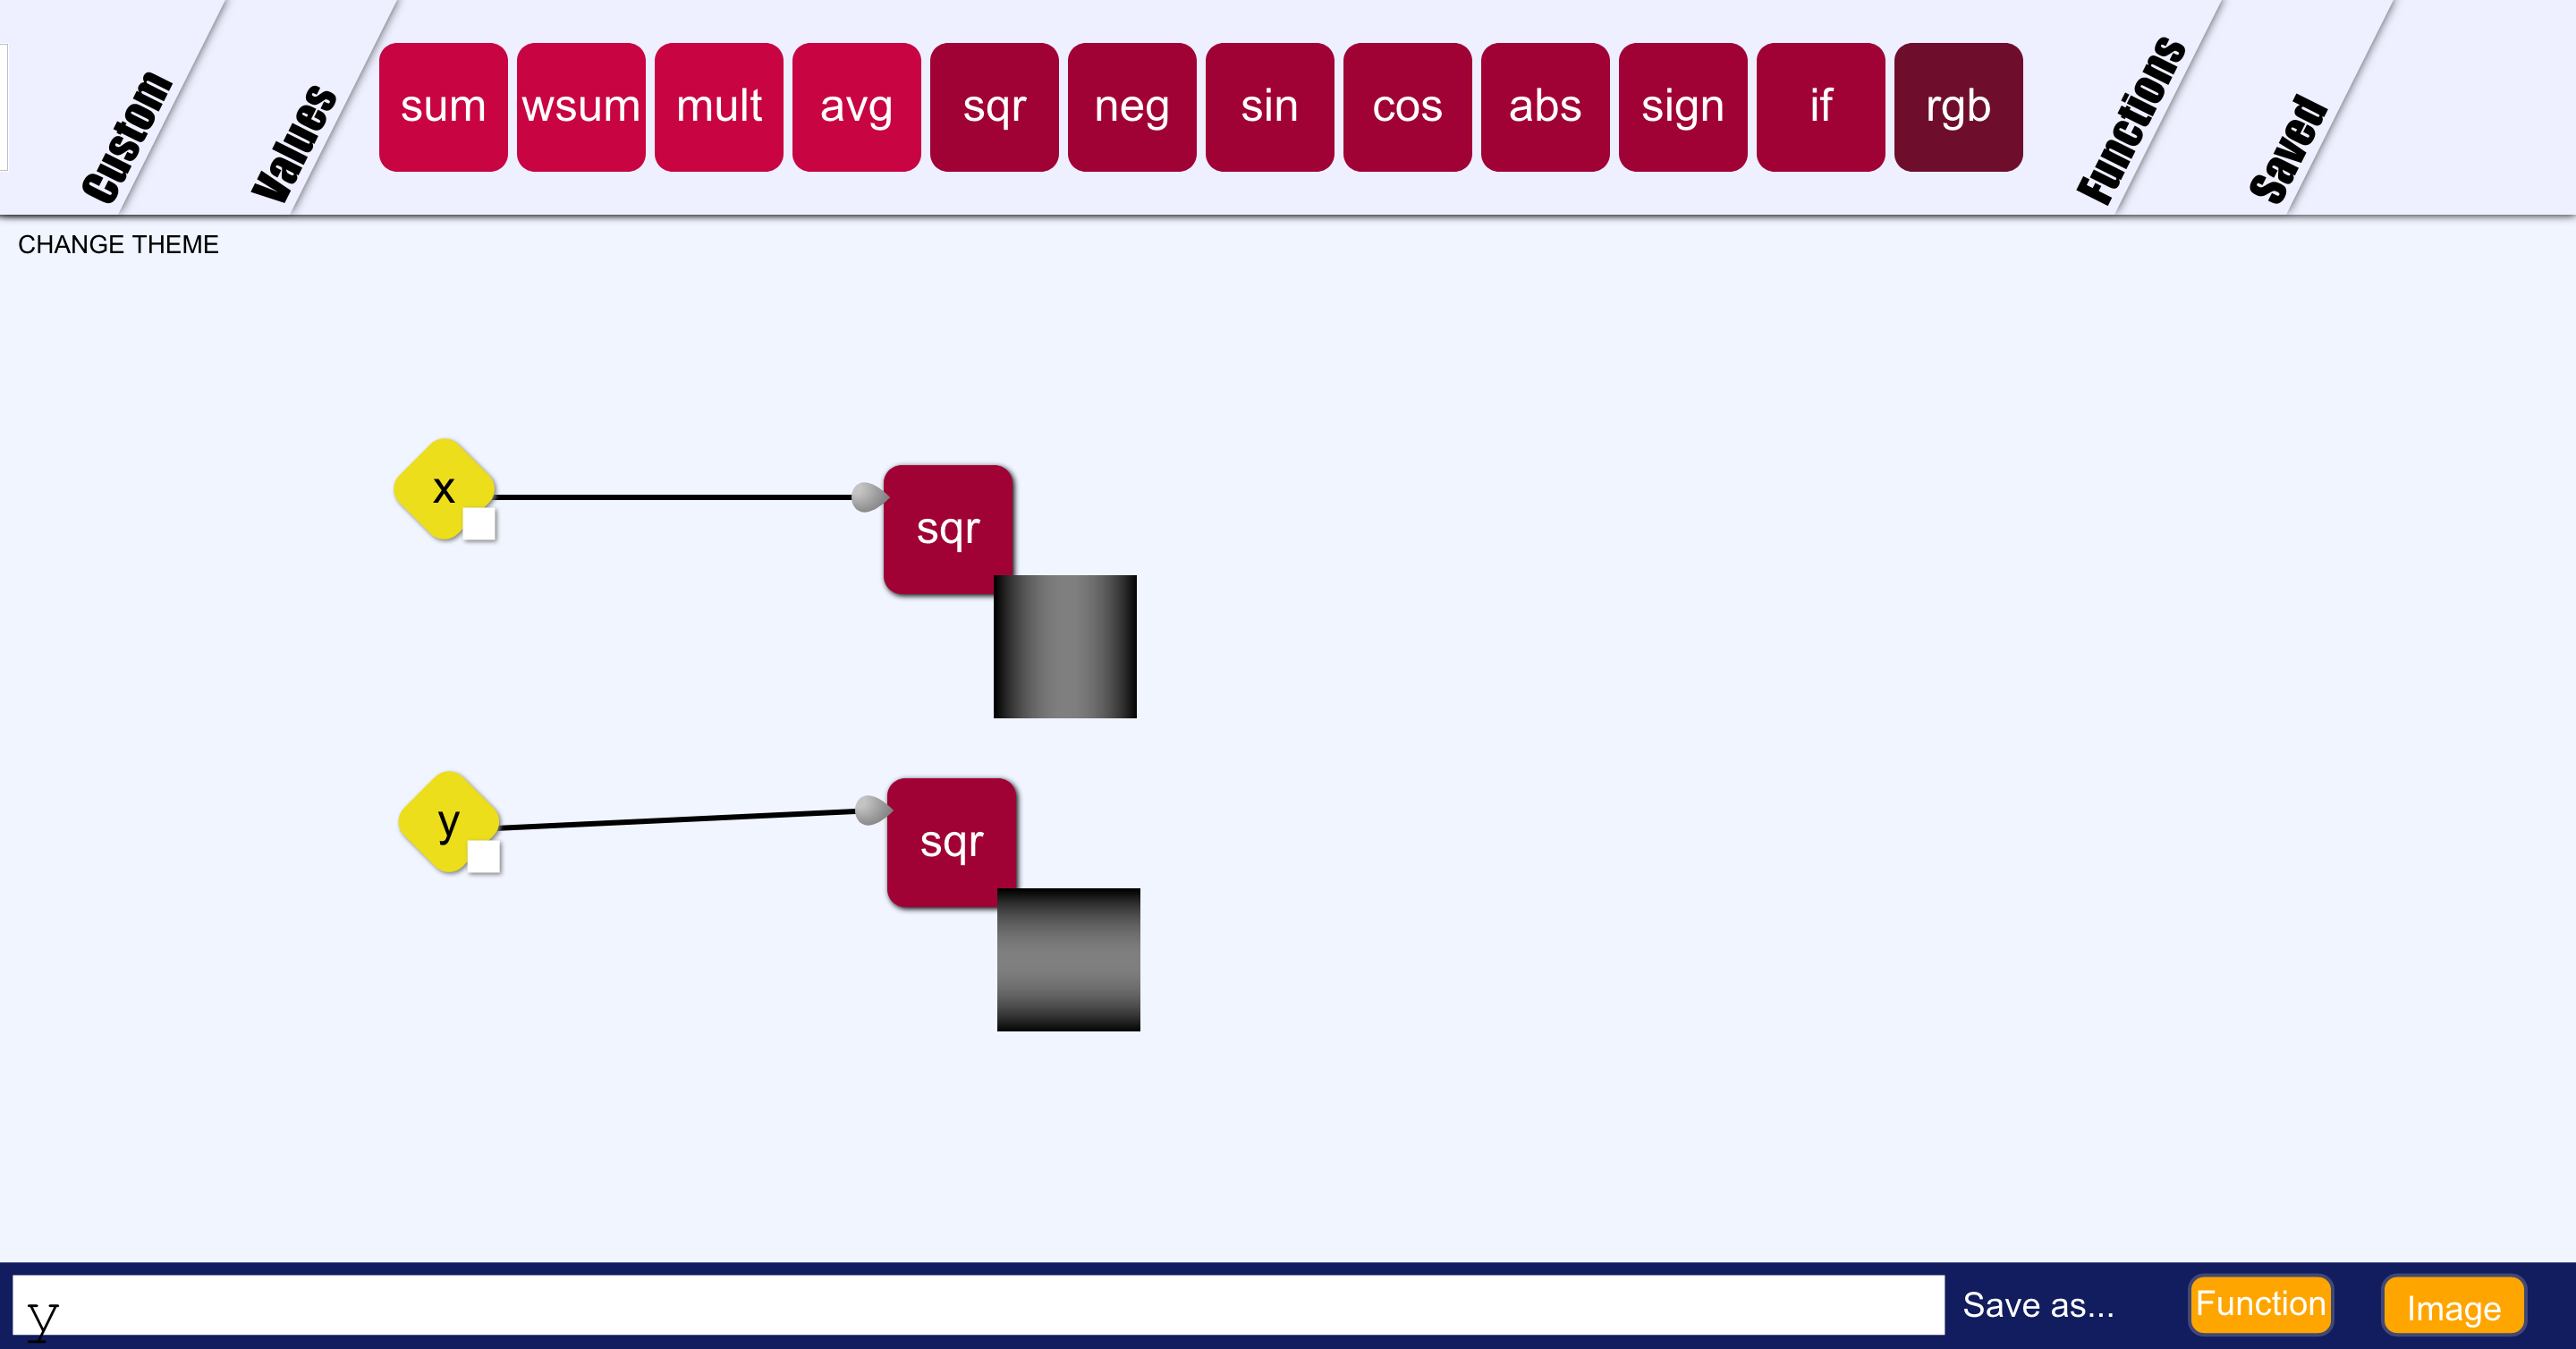 Custom
Values
sum wsum mult avg sqr neg sin cos abs sign if rgb
Functions
Saved
CHANGE THEME
x
sqr
y
sqr
y
Save as...
Function
Image